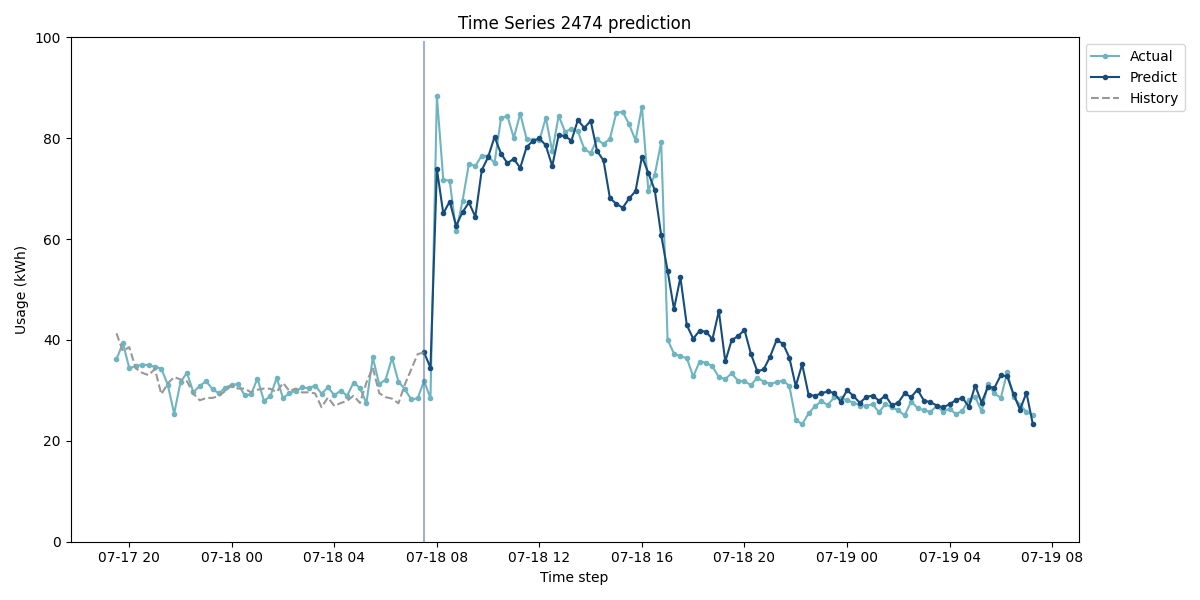 Time Series 2474 prediction
100
80
60
40
20
0
Usage (kWh)
07-17 20
07-18 00
07-18 04
07-18 08
07-18 12
07-18 16
07-18 20
07-19 00
07-19 04
07-19 08
Time step
Actual
Predict
History